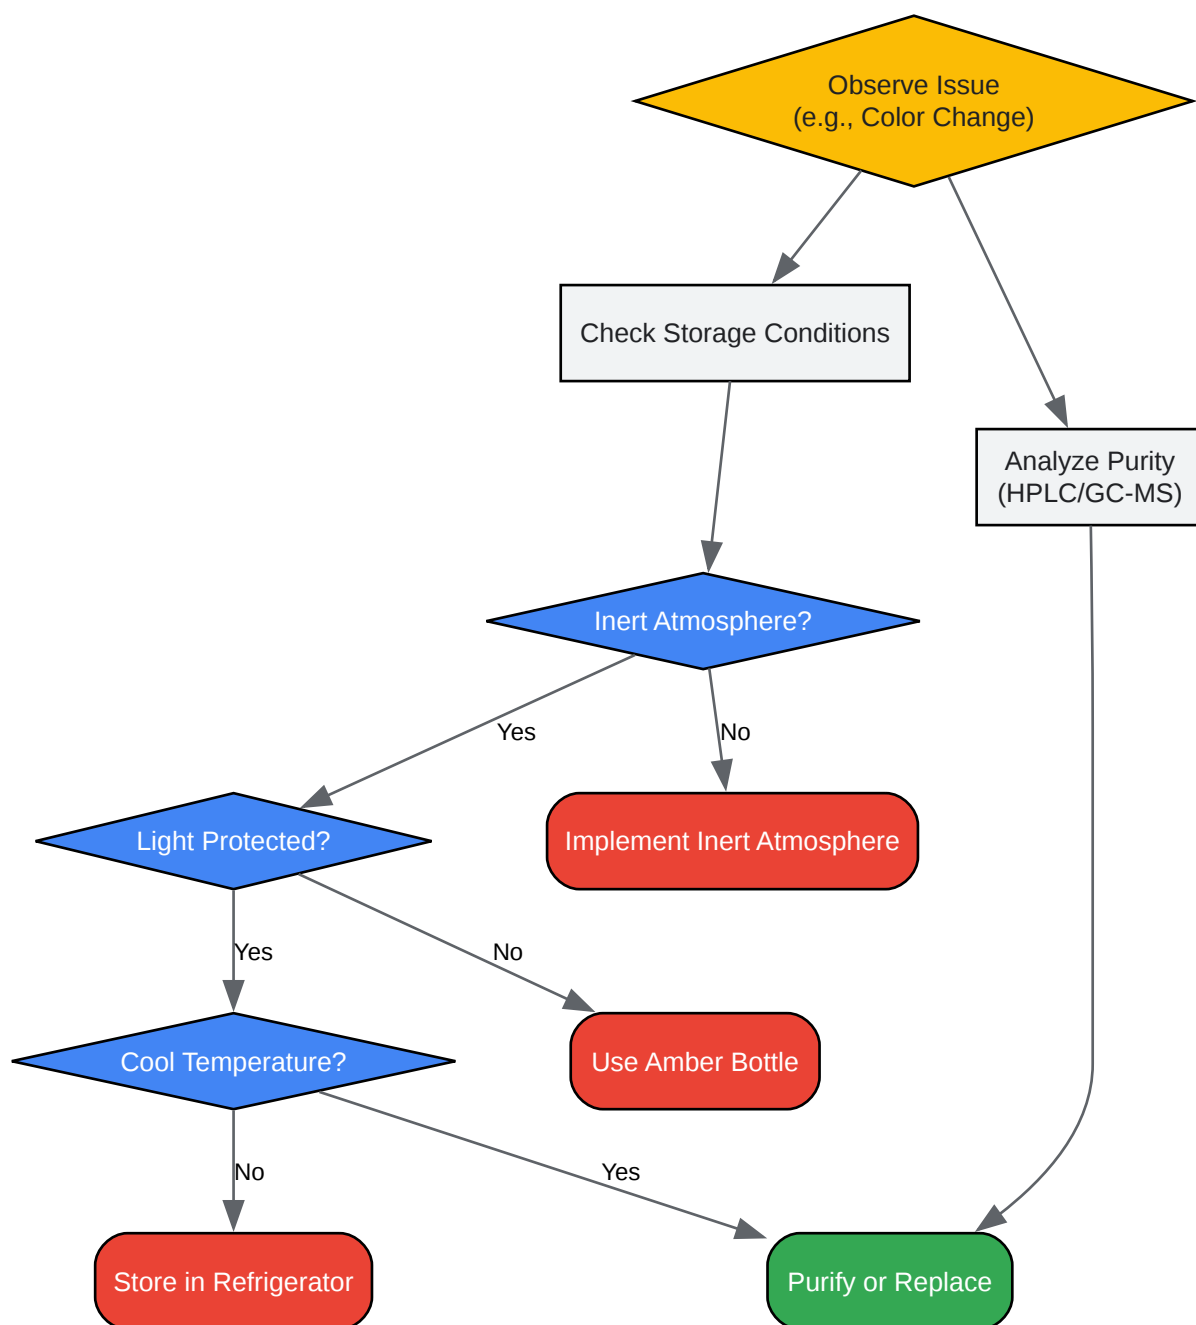 Observe Issue
(e.g., Color Change)
Check Storage Conditions
Analyze Purity
(HPLC/GC-MS)
Inert Atmosphere?
Yes
No
Light Protected?
Implement Inert Atmosphere
Yes
No
Cool Temperature?
Use Amber Bottle
No
Yes
Store in Refrigerator
Purify or Replace